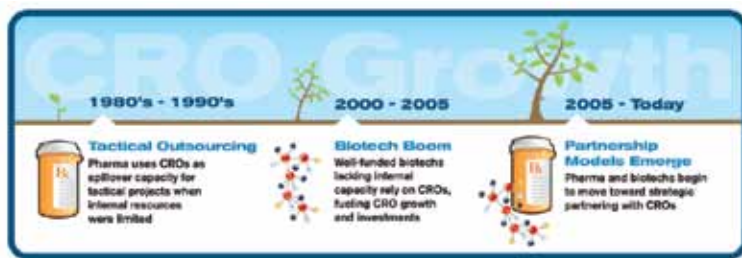 CRO Growth
1980's - 1990's
2000 - 2005
2005 - Today
Tactical Outsourcing
Pharma uses CROs as
spillover capacity for
tactical projects when
internal resources
were limited
Biotech Boom
Well-funded biotechs
lacking internal
capacity rely on CROs,
fueling CRO growth
and investments
Partnership
Models Emerge
Pharma and biotechs begin
to move toward strategic
partnering with CROs